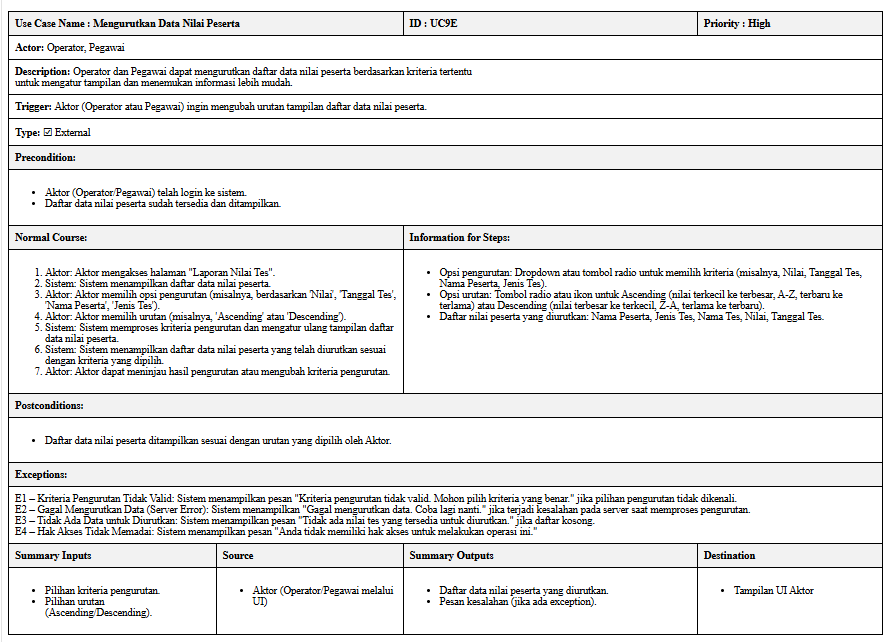 Use Case Name : Mengurutkan Data Nilai Peserta
ID : UC9E
Priority : High
Actor: Operator, Pegawai
Description: Operator dan Pegawai dapat mengurutkan daftar data nilai peserta berdasarkan kriteria tertentu
untuk mengatur tampilan dan menemukan informasi lebih mudah.
Trigger: Aktor (Operator atau Pegawai) ingin mengubah urutan tampilan daftar data nilai peserta.
Type: ☑ External
Precondition:
• Aktor (Operator/Pegawai) telah login ke sistem.
• Daftar data nilai peserta sudah tersedia dan ditampilkan.
Normal Course:
1. Aktor: Aktor mengakses halaman "Laporan Nilai Tes".
2. Sistem: Sistem menampilkan daftar data nilai peserta.
3. Aktor: Aktor memilih opsi pengurutan (misalnya, berdasarkan 'Nilai', 'Tanggal Tes',
'Nama Peserta', 'Jenis Tes').
4. Aktor: Aktor memilih urutan (misalnya, 'Ascending' atau 'Descending').
5. Sistem: Sistem memproses kriteria pengurutan dan mengatur ulang tampilan daftar
data nilai peserta.
6. Sistem: Sistem menampilkan daftar data nilai peserta yang telah diurutkan sesuai
dengan kriteria yang dipilih.
7. Aktor: Aktor dapat meninjau hasil pengurutan atau mengubah kriteria pengurutan.
Information for Steps:
• Opsi pengurutan: Dropdown atau tombol radio untuk memilih kriteria (misalnya, Nilai, Tanggal Tes,
Nama Peserta, Jenis Tes).
• Opsi urutan: Tombol radio atau ikon untuk Ascending (nilai terkecil ke terbesar, A-Z, terbaru ke
terlama) atau Descending (nilai terbesar ke terkecil, Z-A, terlama ke terbaru).
• Daftar nilai peserta yang diurutkan: Nama Peserta, Jenis Tes, Nama Tes, Nilai, Tanggal Tes.
Postconditions:
• Daftar data nilai peserta ditampilkan sesuai dengan urutan yang dipilih oleh Aktor.
Exceptions:
E1 – Kriteria Pengurutan Tidak Valid: Sistem menampilkan pesan "Kriteria pengurutan tidak valid. Mohon pilih kriteria yang benar." jika pilihan pengurutan tidak dikenali.
E2 – Gagal Mengurutkan Data (Server Error): Sistem menampilkan "Gagal mengurutkan data. Coba lagi nanti." jika terjadi kesalahan pada server saat memproses pengurutan.
E3 – Tidak Ada Data untuk Diurutkan: Sistem menampilkan pesan "Tidak ada nilai tes yang tersedia untuk diurutkan." jika daftar kosong.
E4 – Hak Akses Tidak Memadai: Sistem menampilkan pesan "Anda tidak memiliki hak akses untuk melakukan operasi ini."
Summary Inputs
Source
Summary Outputs
Destination
• Pilihan kriteria pengurutan.
• Pilihan urutan
(Ascending/Descending).
• Aktor (Operator/Pegawai melalui
UI)
• Daftar data nilai peserta yang diurutkan.
• Pesan kesalahan (jika ada exception).
• Tampilan UI Aktor